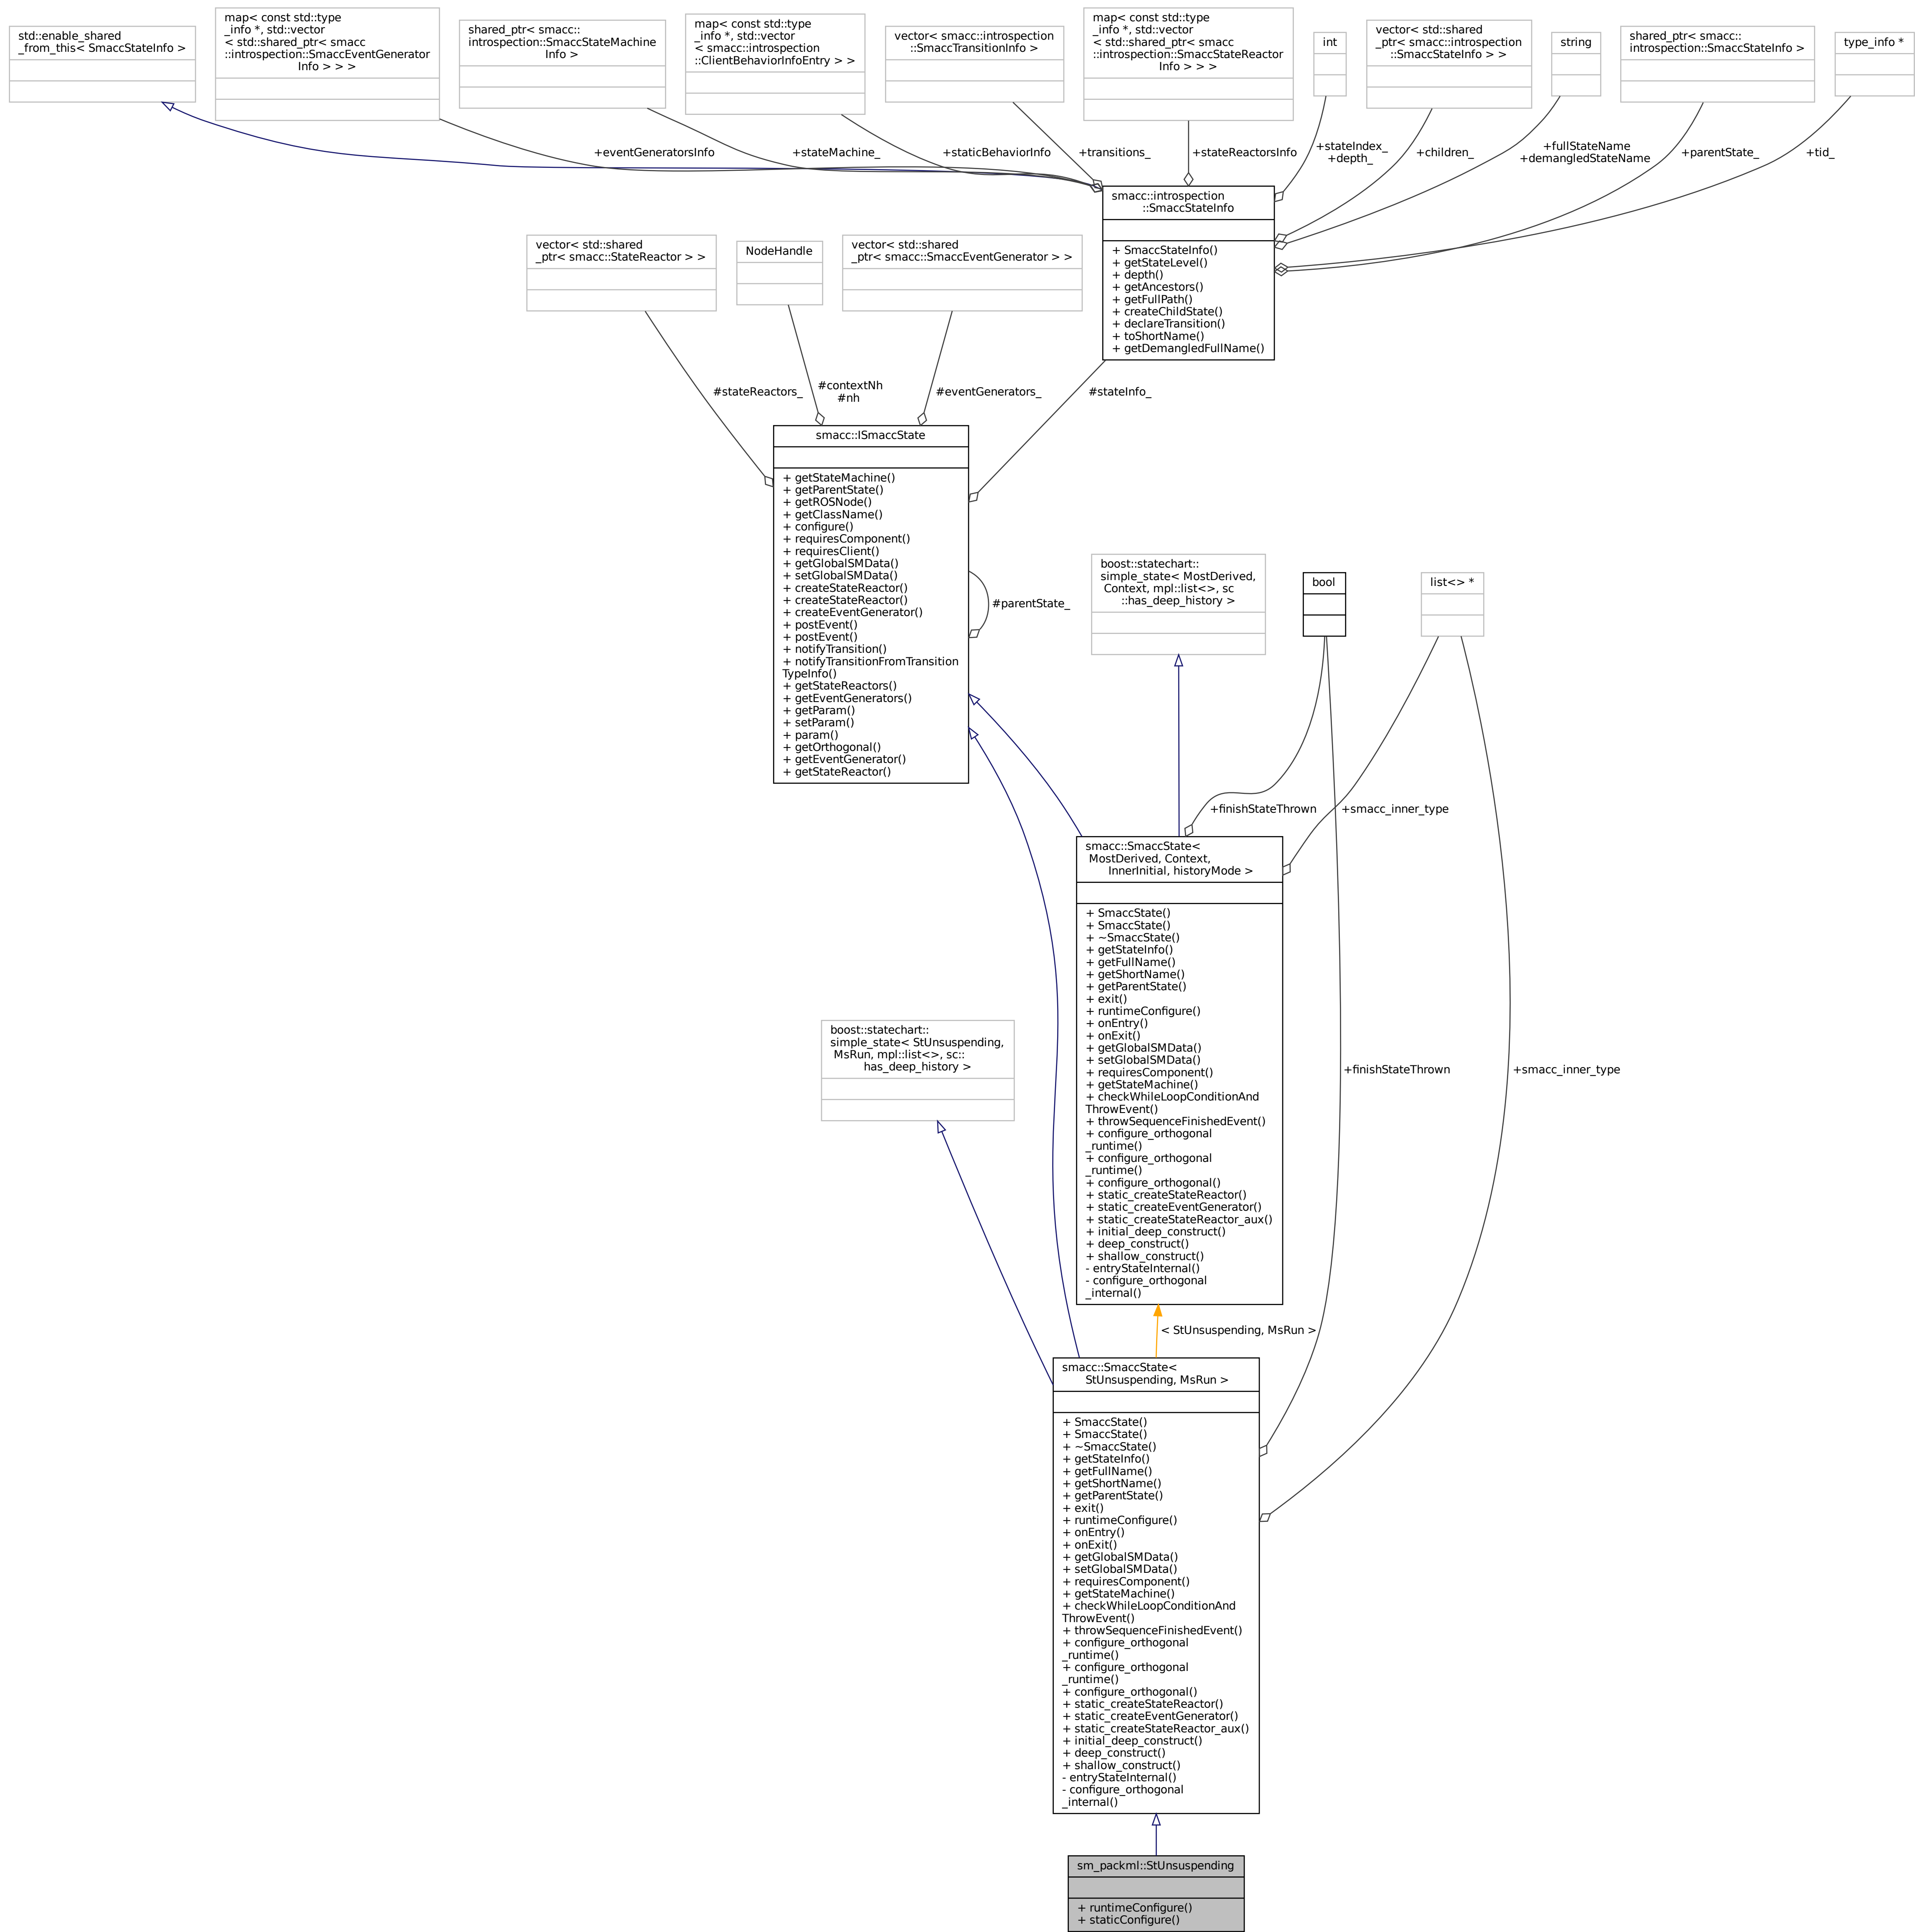 std::enable_shared
_from_this< SmaccStateInfo >
map< const std::type
_info *, std::vector
< std::shared_ptr< smacc
::introspection::SmaccEventGenerator
Info > > >
shared_ptr< smacc::
introspection::SmaccStateMachine
Info >
map< const std::type
_info *, std::vector
< smacc::introspection
::ClientBehaviorInfoEntry > >
vector< smacc::introspection
::SmaccTransitionInfo >
map< const std::type
_info *, std::vector
< std::shared_ptr< smacc
::introspection::SmaccStateReactor
Info > > >
int
vector< std::shared
_ptr< smacc::introspection
::SmaccStateInfo > >
string
shared_ptr< smacc::
introspection::SmaccStateInfo >
type_info *
+eventGeneratorsInfo
+stateMachine_
+staticBehaviorInfo
+transitions_
+stateReactorsInfo
+stateIndex_
+depth_
+children_
+fullStateName
+demangledStateName
+parentState_
+tid_
smacc::introspection
::SmaccStateInfo
+ SmaccStateInfo()
+ getStateLevel()
+ depth()
+ getAncestors()
+ getFullPath()
+ createChildState()
+ declareTransition()
+ toShortName()
+ getDemangledFullName()
vector< std::shared
_ptr< smacc::StateReactor > >
NodeHandle
vector< std::shared
_ptr< smacc::SmaccEventGenerator > >
#stateReactors_
#contextNh
#nh
#eventGenerators_
#stateInfo_
smacc::ISmaccState
+ getStateMachine()
+ getParentState()
+ getROSNode()
+ getClassName()
+ configure()
+ requiresComponent()
+ requiresClient()
+ getGlobalSMData()
+ setGlobalSMData()
+ createStateReactor()
+ createStateReactor()
+ createEventGenerator()
+ postEvent()
+ postEvent()
+ notifyTransition()
+ notifyTransitionFromTransition
TypeInfo()
+ getStateReactors()
+ getEventGenerators()
+ getParam()
+ setParam()
+ param()
+ getOrthogonal()
+ getEventGenerator()
+ getStateReactor()
#parentState_
boost::statechart::
simple_state< MostDerived,
Context, mpl::list<>, sc
::has_deep_history >
bool
list<> *
+finishStateThrown
+smacc_inner_type
smacc::SmaccState<
MostDerived, Context,
InnerInitial, historyMode >
+ SmaccState()
+ SmaccState()
+ ~SmaccState()
+ getStateInfo()
+ getFullName()
+ getShortName()
+ getParentState()
+ exit()
+ runtimeConfigure()
+ onEntry()
+ onExit()
+ getGlobalSMData()
+ setGlobalSMData()
+ requiresComponent()
+ getStateMachine()
+ checkWhileLoopConditionAnd
ThrowEvent()
+ throwSequenceFinishedEvent()
+ configure_orthogonal
_runtime()
+ configure_orthogonal
_runtime()
+ configure_orthogonal()
+ static_createStateReactor()
+ static_createEventGenerator()
+ static_createStateReactor_aux()
+ initial_deep_construct()
+ deep_construct()
+ shallow_construct()
- entryStateInternal()
- configure_orthogonal
_internal()
boost::statechart::
simple_state< StUnsuspending,
MsRun, mpl::list<>, sc::
has_deep_history >
+finishStateThrown
+smacc_inner_type
< StUnsuspending, MsRun >
smacc::SmaccState<
StUnsuspending, MsRun >
+ SmaccState()
+ SmaccState()
+ ~SmaccState()
+ getStateInfo()
+ getFullName()
+ getShortName()
+ getParentState()
+ exit()
+ runtimeConfigure()
+ onEntry()
+ onExit()
+ getGlobalSMData()
+ setGlobalSMData()
+ requiresComponent()
+ getStateMachine()
+ checkWhileLoopConditionAnd
ThrowEvent()
+ throwSequenceFinishedEvent()
+ configure_orthogonal
_runtime()
+ configure_orthogonal
_runtime()
+ configure_orthogonal()
+ static_createStateReactor()
+ static_createEventGenerator()
+ static_createStateReactor_aux()
+ initial_deep_construct()
+ deep_construct()
+ shallow_construct()
- entryStateInternal()
- configure_orthogonal
_internal()
sm_packml::StUnsuspending
+ runtimeConfigure()
+ staticConfigure()